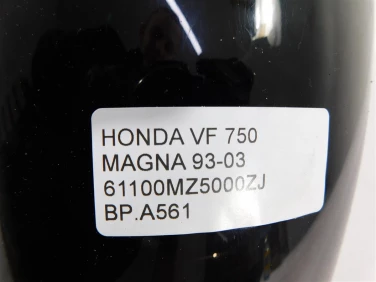 HONDA VF 750
MAGNA 93-03
61100MZ5000ZJ
BP.A561